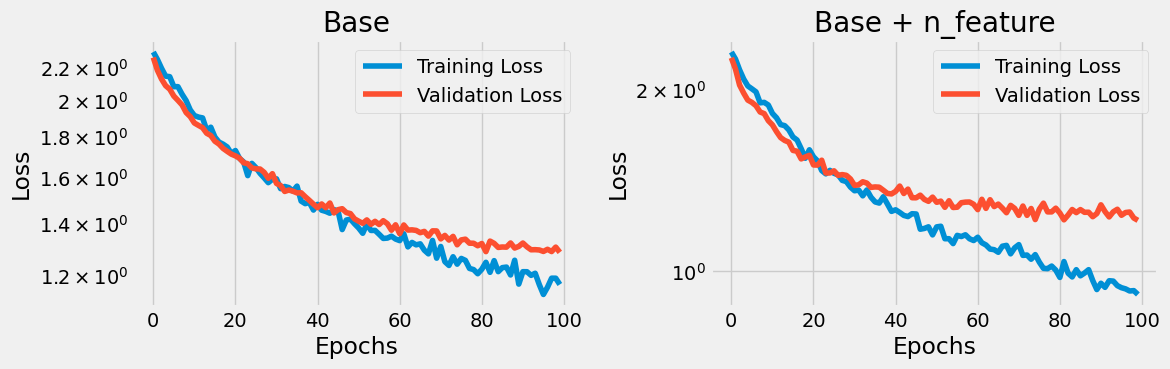 Base
Training Loss
Validation Loss
2.2 × 10⁰
2 × 10⁰
1.8 × 10⁰
1.6 × 10⁰
1.4 × 10⁰
1.2 × 10⁰
Loss
0 20 40 60 80 100
Epochs
Base + n_feature
Training Loss
Validation Loss
2 × 10⁰
10⁰
Loss
0 20 40 60 80 100
Epochs